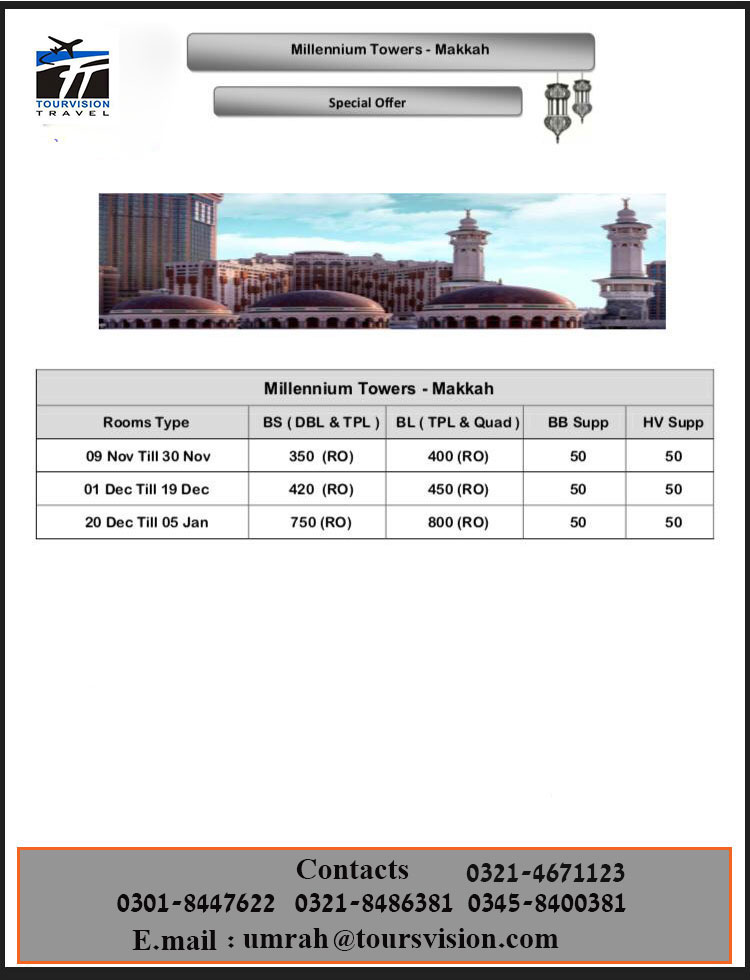 TOURVISION
TRAVEL
Millennium Towers - Makkah
Special Offer
Millennium Towers - Makkah
Rooms Type BS ( DBL & TPL ) BL ( TPL & Quad ) BB Supp HV Supp
09 Nov Till 30 Nov 350 (RO) 400 (RO) 50 50
01 Dec Till 19 Dec 420 (RO) 450 (RO) 50 50
20 Dec Till 05 Jan 750 (RO) 800 (RO) 50 50
Contacts 0321-4671123
0301-8447622 0321-8486381 0345-8400381
E.mail : umrah@toursvision.com